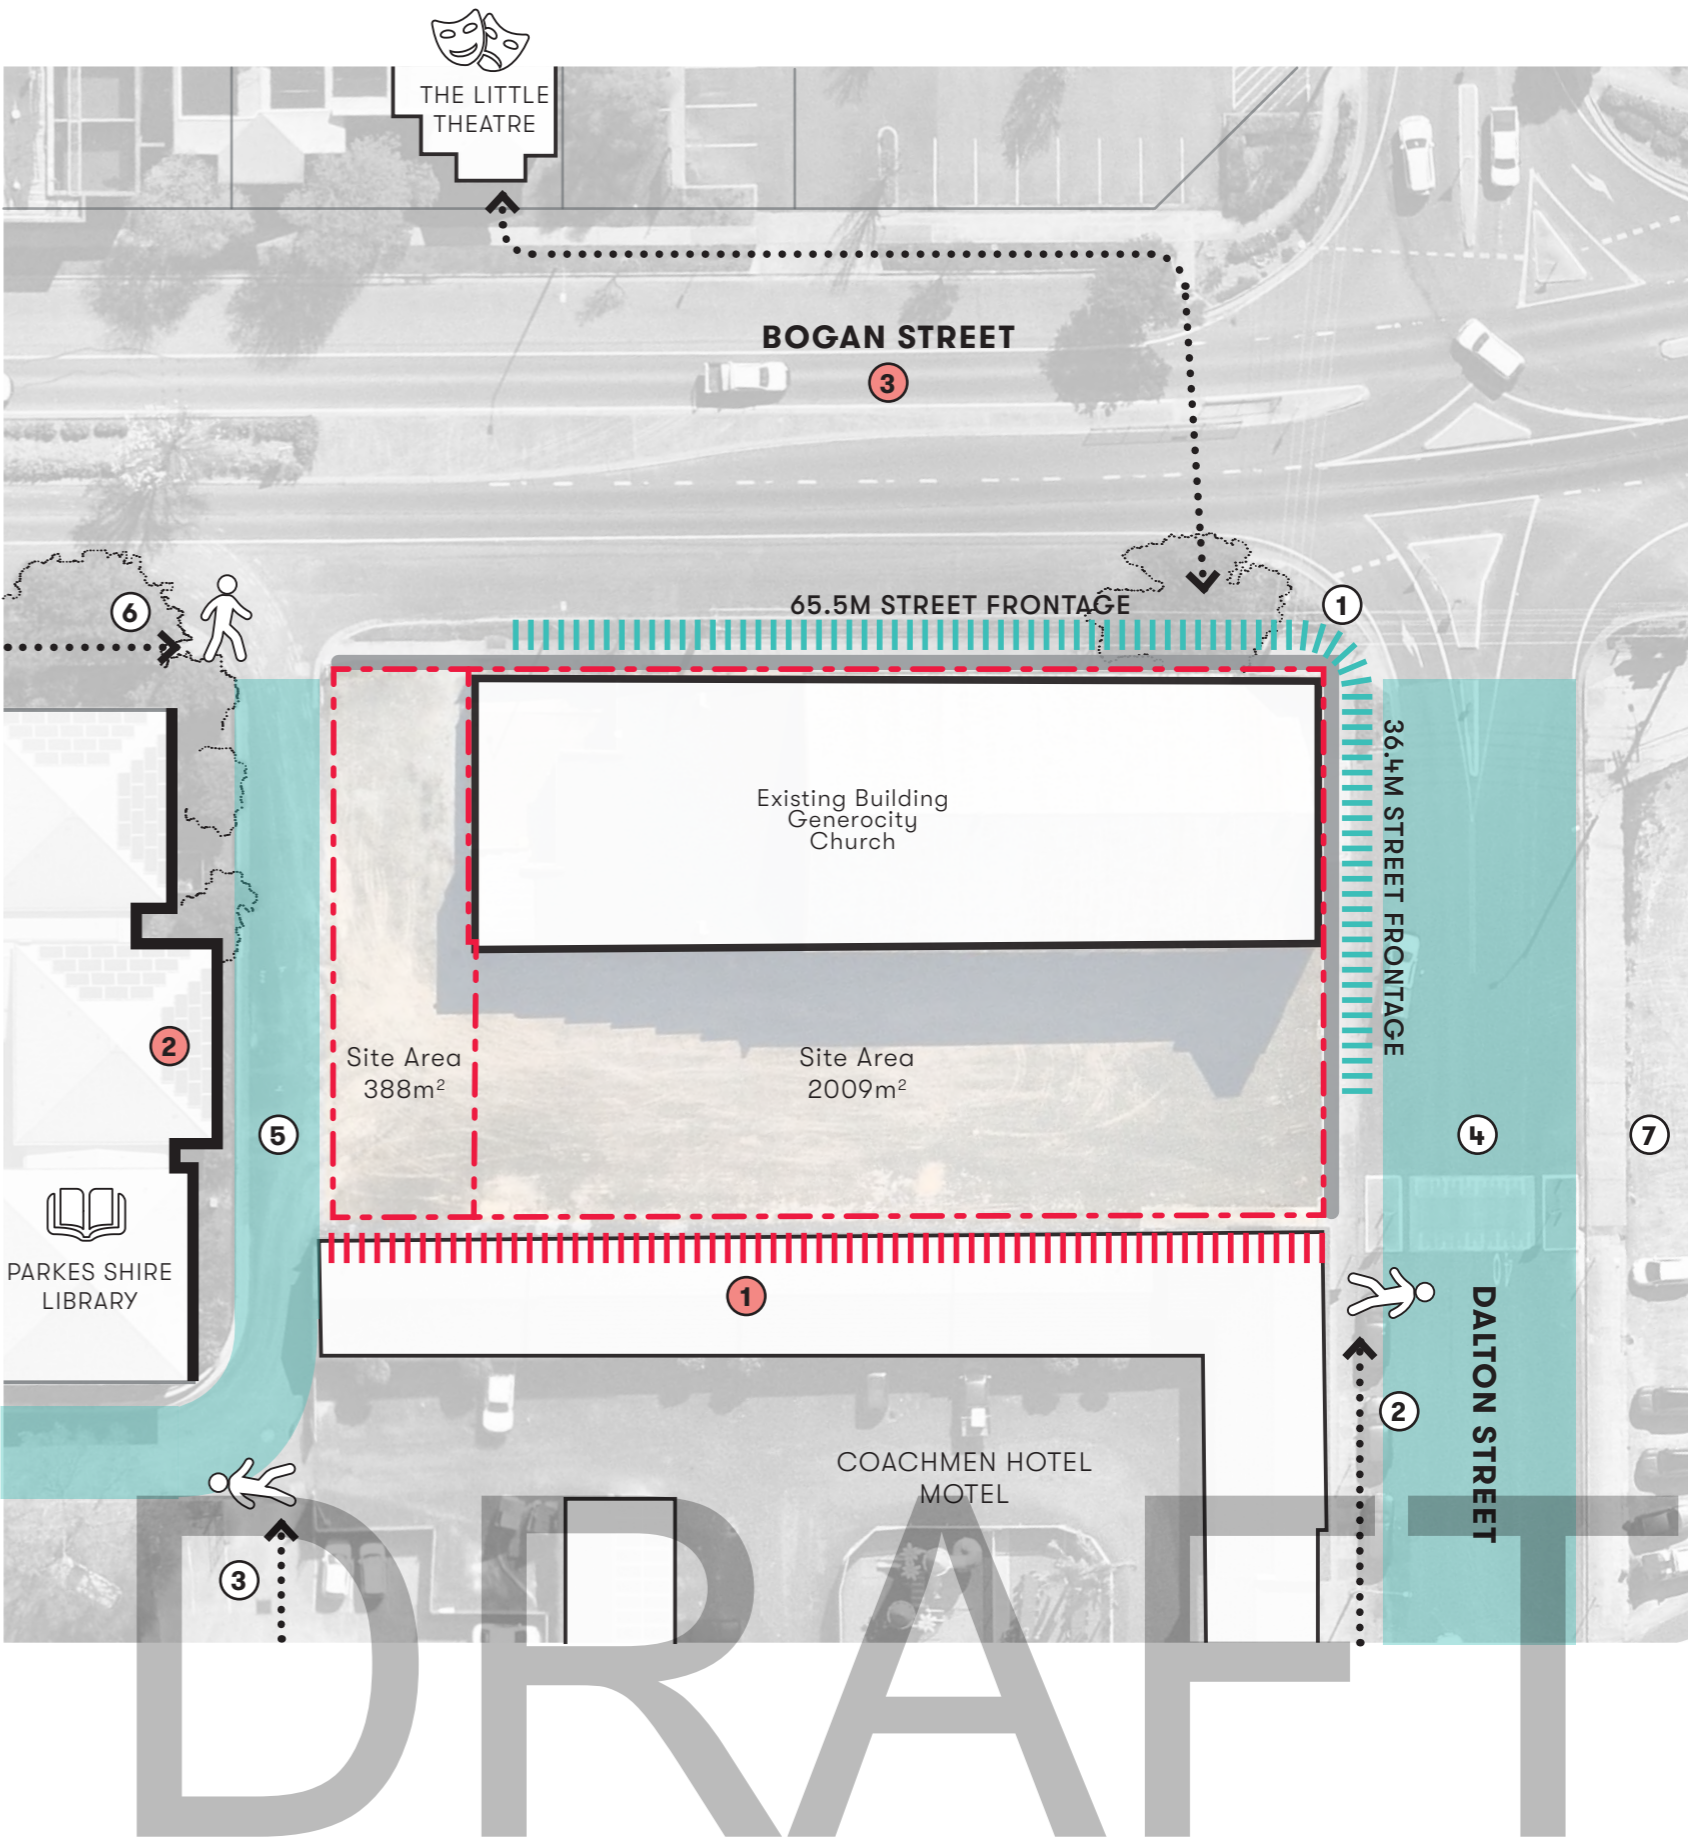 THE LITTLE
THEATRE
BOGAN STREET
3
6
65.5M STREET FRONTAGE
1
36.4M STREET FRONTAGE
Existing Building
Generocity
Church
2
Site Area
388m²
Site Area
2009m²
5
4
7
PARKES SHIRE
LIBRARY
1
DALTON STREET
2
COACHMEN HOTEL
MOTEL
3
DRAFT